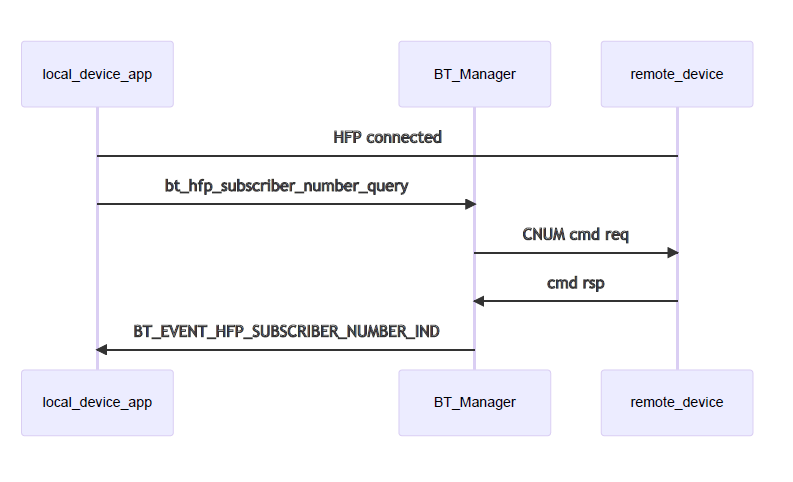 local_device_app BT_Manager remote_device
HFP connected
bt_hfp_subscriber_number_query
CNUM cmd req
cmd rsp
BT_EVENT_HFP_SUBSCRIBER_NUMBER_IND
local_device_app BT_Manager remote_device